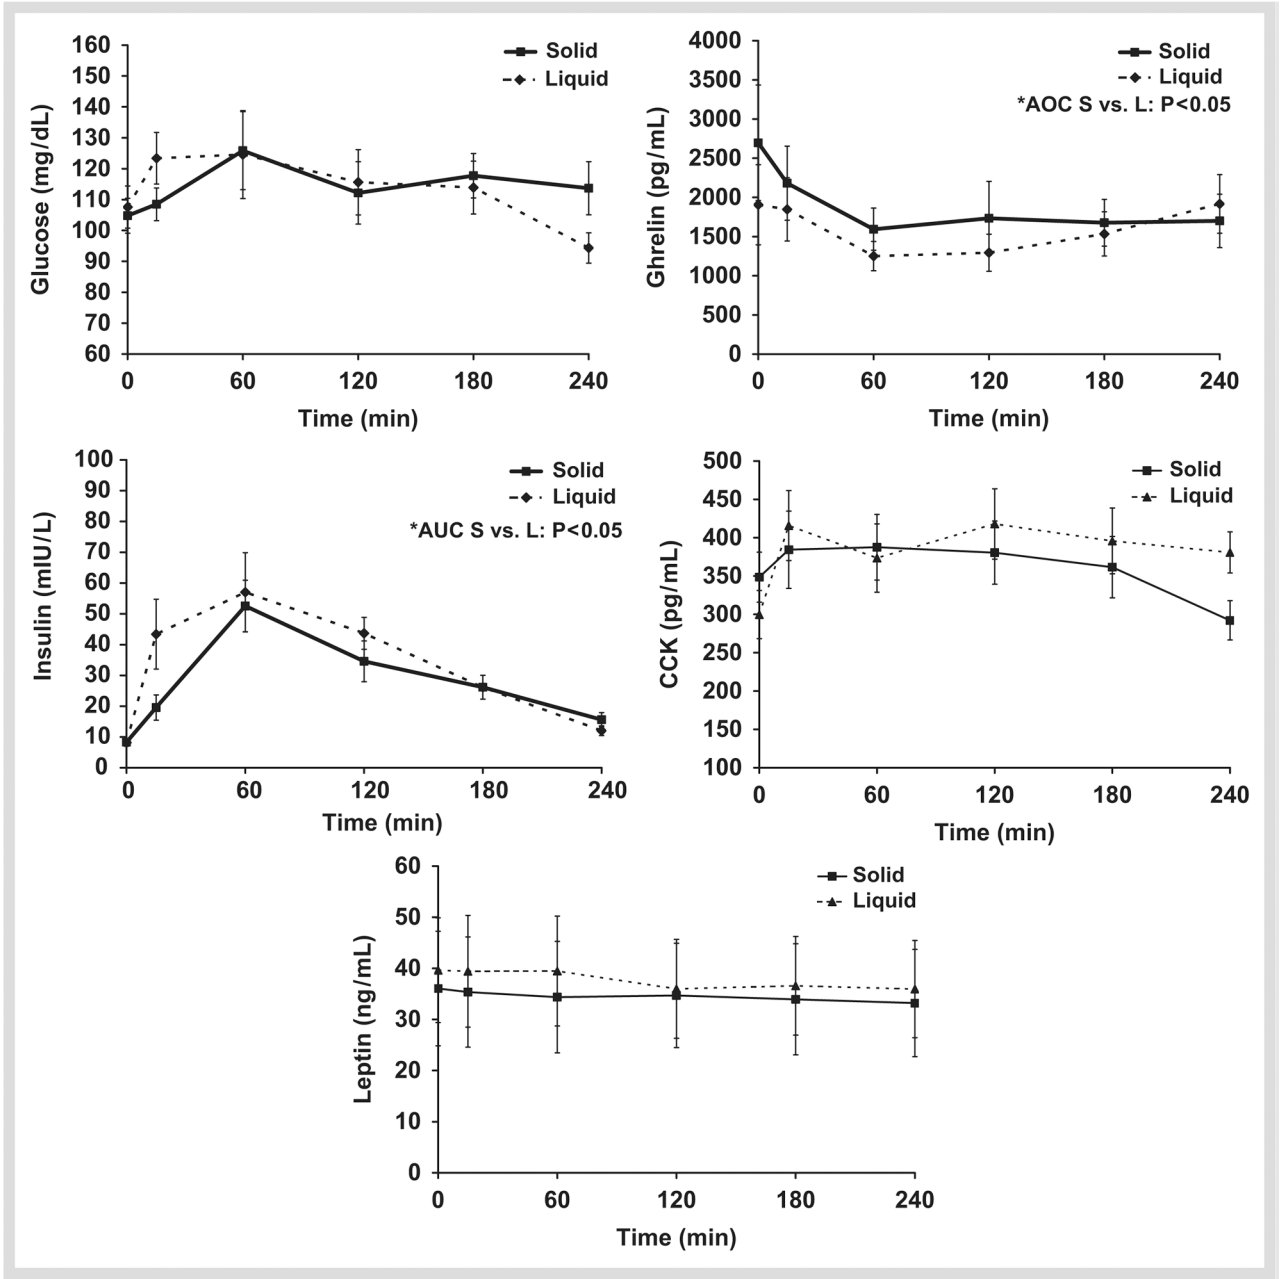 Glucose (mg/dL)
160
150
140
130
120
110
100
90
80
70
60
0 60 120 180 240
Time (min)
Solid
Liquid
Ghrelin (pg/mL)
4000
3500
3000
2500
2000
1500
1000
500
0
0 60 120 180 240
Time (min)
Solid
Liquid
*AOC S vs. L: P<0.05
Insulin (mIU/L)
100
90
80
70
60
50
40
30
20
10
0
0 60 120 180 240
Time (min)
Solid
Liquid
*AUC S vs. L: P<0.05
CCK (pg/mL)
500
450
400
350
300
250
200
150
100
0 60 120 180 240
Time (min)
Solid
Liquid
Leptin (ng/mL)
60
50
40
30
20
10
0
0 60 120 180 240
Time (min)
Solid
Liquid